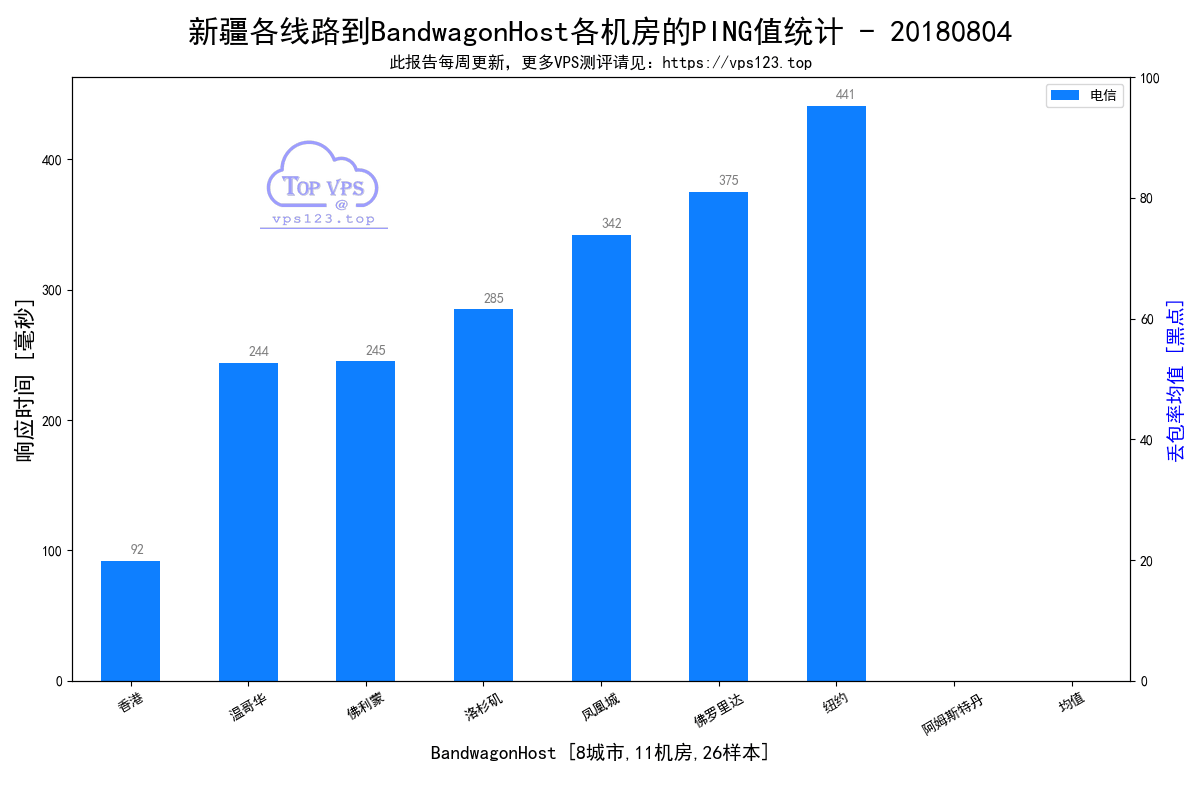 新疆各线路到BandwagonHost各机房的PING值统计 - 20180804
此报告每周更新，更多VPS测评请见：https://vps123.top
电信
TOP VPS
@
vps123.top
响应时间 [毫秒]
400
300
200
100
0
92
244
245
285
342
375
441
100
80
60
40
20
0
丢包率均值 [黑点]
香港
温哥华
佛利蒙
洛杉矶
凤凰城
佛罗里达
纽约
阿姆斯特丹
均值
BandwagonHost [8城市,11机房,26样本]